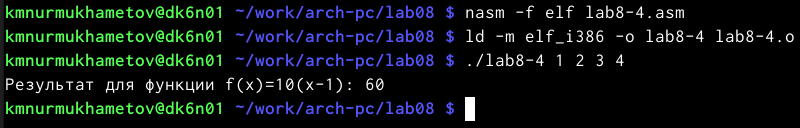 kmnurmukhametov@dk6n01 ~/work/arch-pc/lab08 $ nasm -f elf lab8-4.asm
kmnurmukhametov@dk6n01 ~/work/arch-pc/lab08 $ ld -m elf_i386 -o lab8-4 lab8-4.o
kmnurmukhametov@dk6n01 ~/work/arch-pc/lab08 $ ./lab8-4 1 2 3 4
Результат для функции f(x)=10(x-1): 60
kmnurmukhametov@dk6n01 ~/work/arch-pc/lab08 $